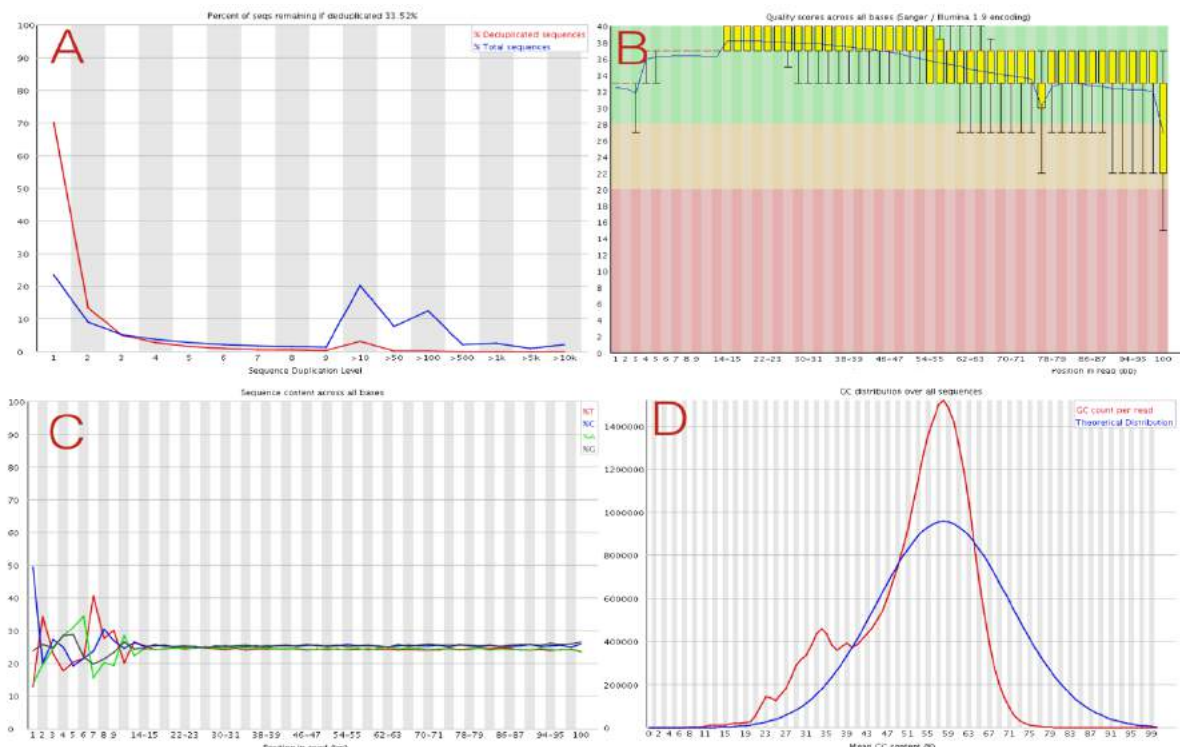 A
Percent of seqs remaining if deduplicated 33.52%
% Deduplicated sequences
% Total sequences
100
90
80
70
60
50
40
30
20
10
0
1 2 3 4 5 6 7 8 9 >10 >50 >100 >500 >1k >5k >10k
Sequence Duplication Level
B
Quality scores across all bases (Sanger / Illumina 1.9 encoding)
40
38
36
34
32
30
28
26
24
22
20
18
16
14
12
10
8
6
4
2
0
1 2 3 4 5 6 7 8 9 14-15 22-23 30-31 38-39 46-47 54-55 62-63 70-71 78-79 86-87 94-95 100
Position in read (bp)
C
Sequence content across all bases
%T
%C
%A
%G
100
90
80
70
60
50
40
30
20
10
0
1 2 3 4 5 6 7 8 9 14-15 22-23 30-31 38-39 46-47 54-55 62-63 70-71 78-79 86-87 94-95 100
D
GC distribution over all sequences
GC count per read
Theoretical Distribution
1400000
1200000
1000000
800000
600000
400000
200000
0
0 2 4 6 8 11 15 19 23 27 31 35 39 43 47 51 55 59 63 67 71 75 79 83 87 91 95 99
Mean GC content (%)